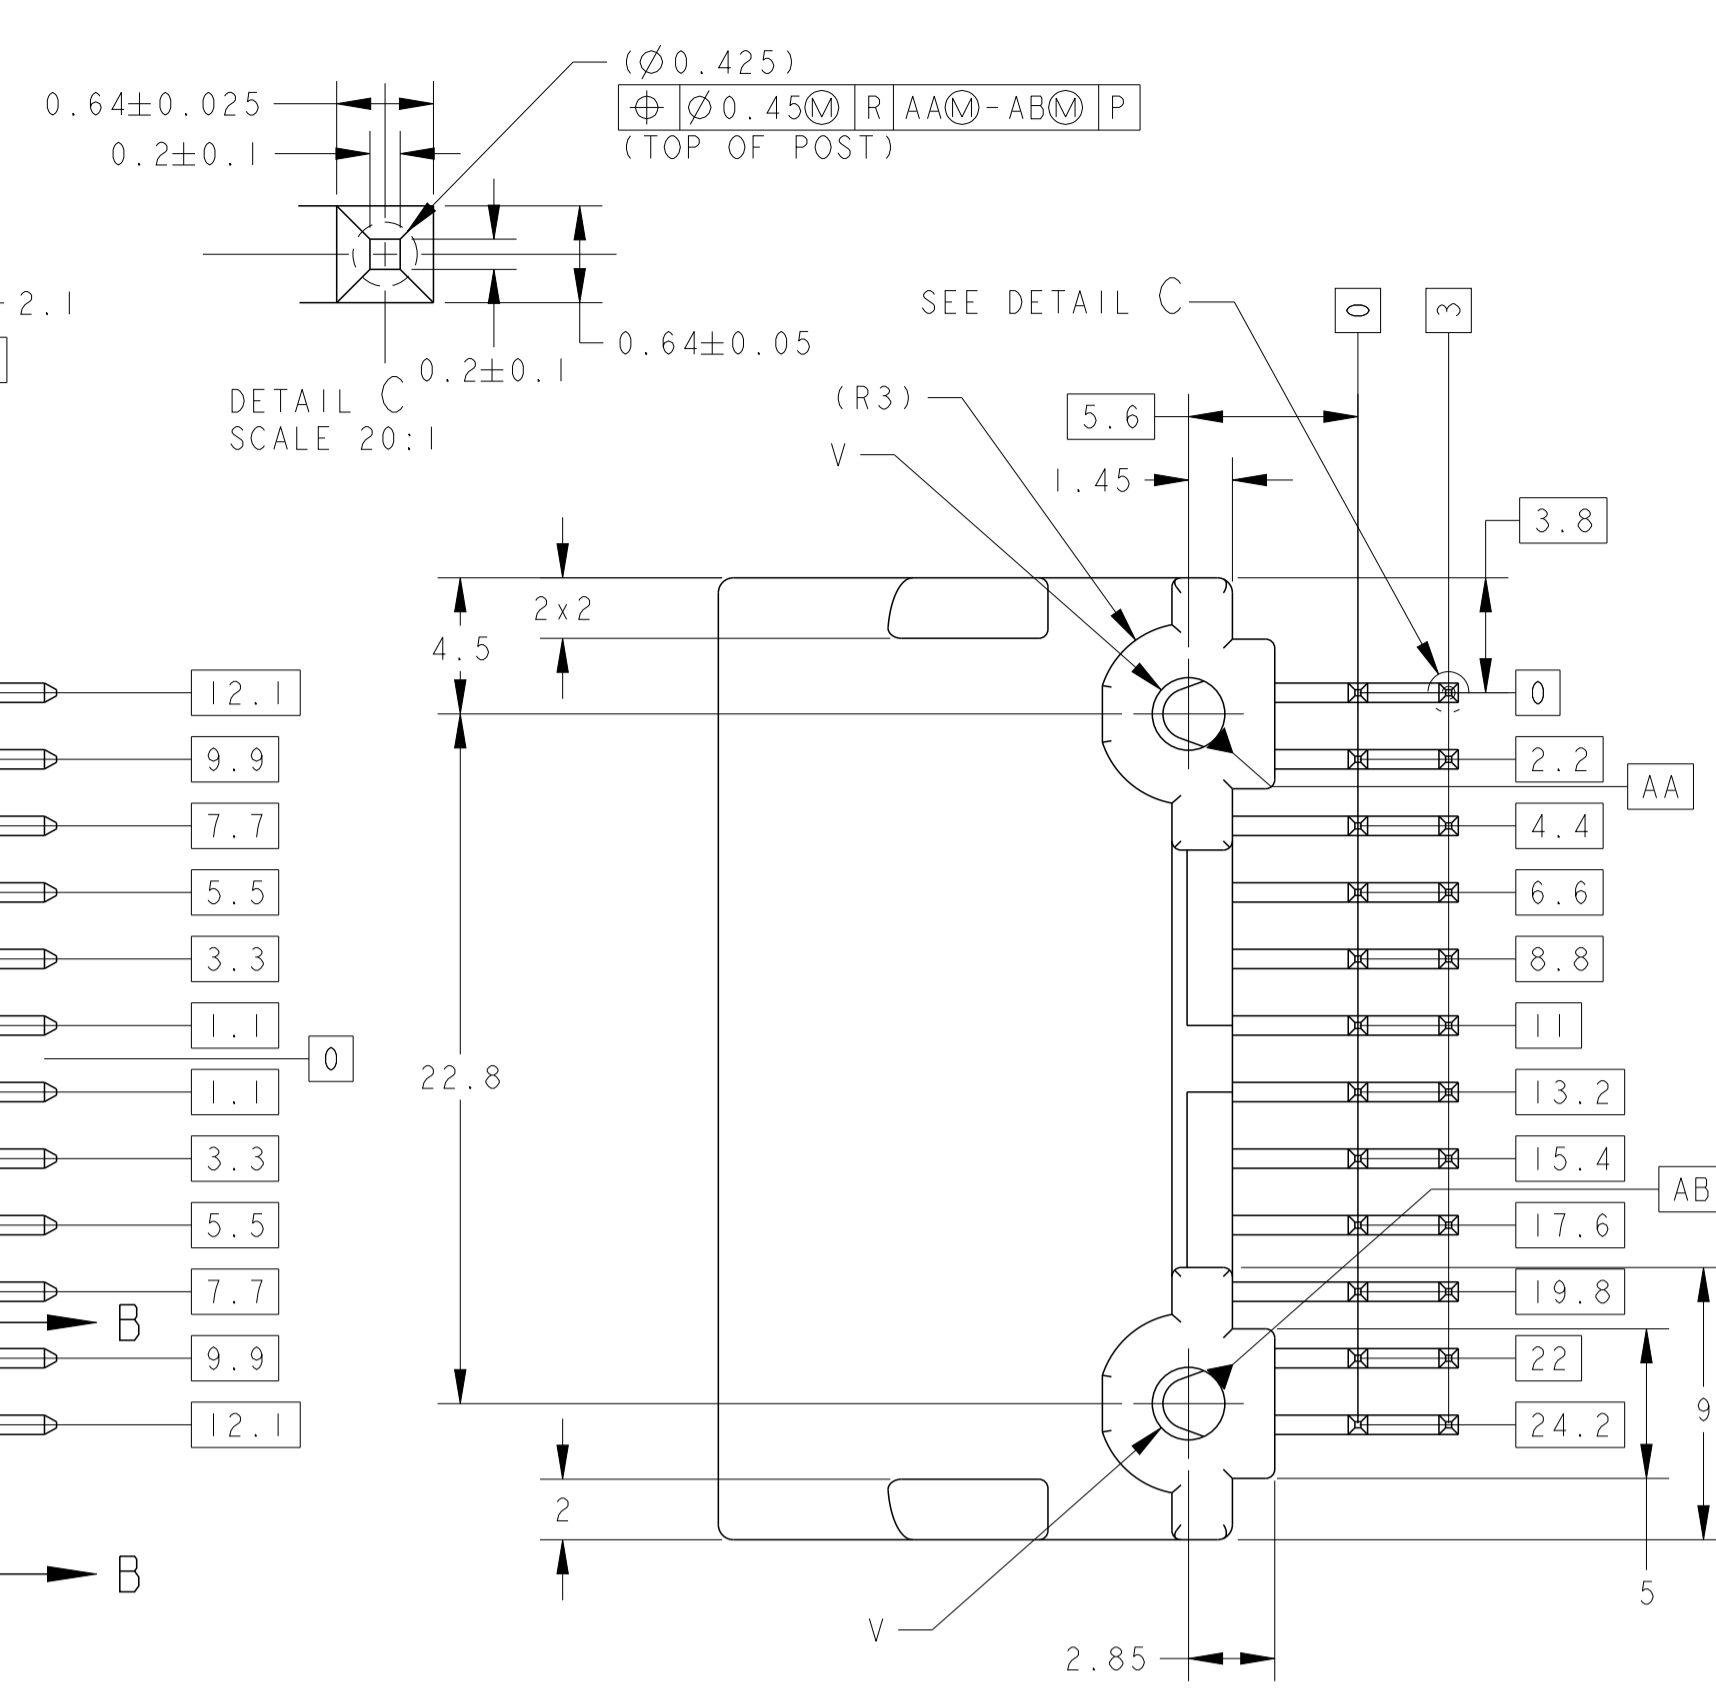 (Ø0.425)
0.64±0.025
⌖ Ø0.45Ⓜ R AAⓂ-ABⓂ P
0.2±0.1
(TOP OF POST)
2.1
0.64±0.05
0.2±0.1
DETAIL C
SCALE 20:1
SEE DETAIL C
0
3
(R3)
5.6
V
1.45
3.8
2x2
4.5
12.1
0
9.9
2.2
AA
7.7
4.4
5.5
6.6
3.3
8.8
1.1
11
0
22.8
1.1
13.2
3.3
15.4
AB
5.5
17.6
7.7
19.8
B
9.9
22
9
12.1
24.2
2
B
5
V
2.85